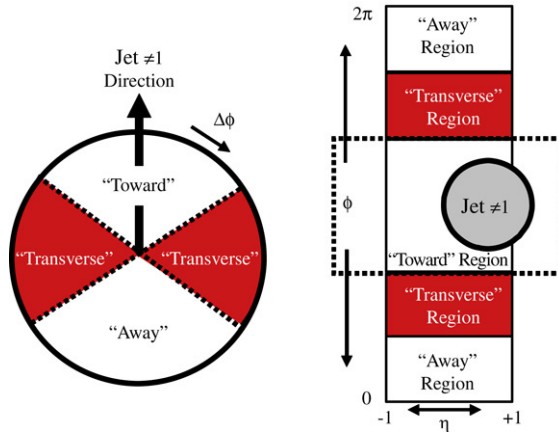 Jet ≠1
Direction
Δϕ
“Toward”
“Transverse”
“Transverse”
“Away”
2π
“Away”
Region
“Transverse”
Region
ϕ
Jet ≠1
“Toward” Region
“Transverse”
Region
“Away”
Region
0
-1
η
+1